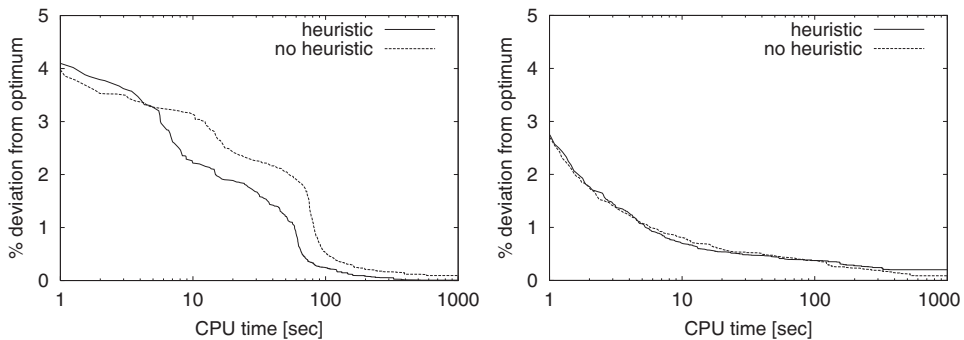 5
4
3
2
1
0
% deviation from optimum
heuristic
no heuristic
1 10 100 1000
CPU time [sec]
5
4
3
2
1
0
% deviation from optimum
heuristic
no heuristic
1 10 100 1000
CPU time [sec]